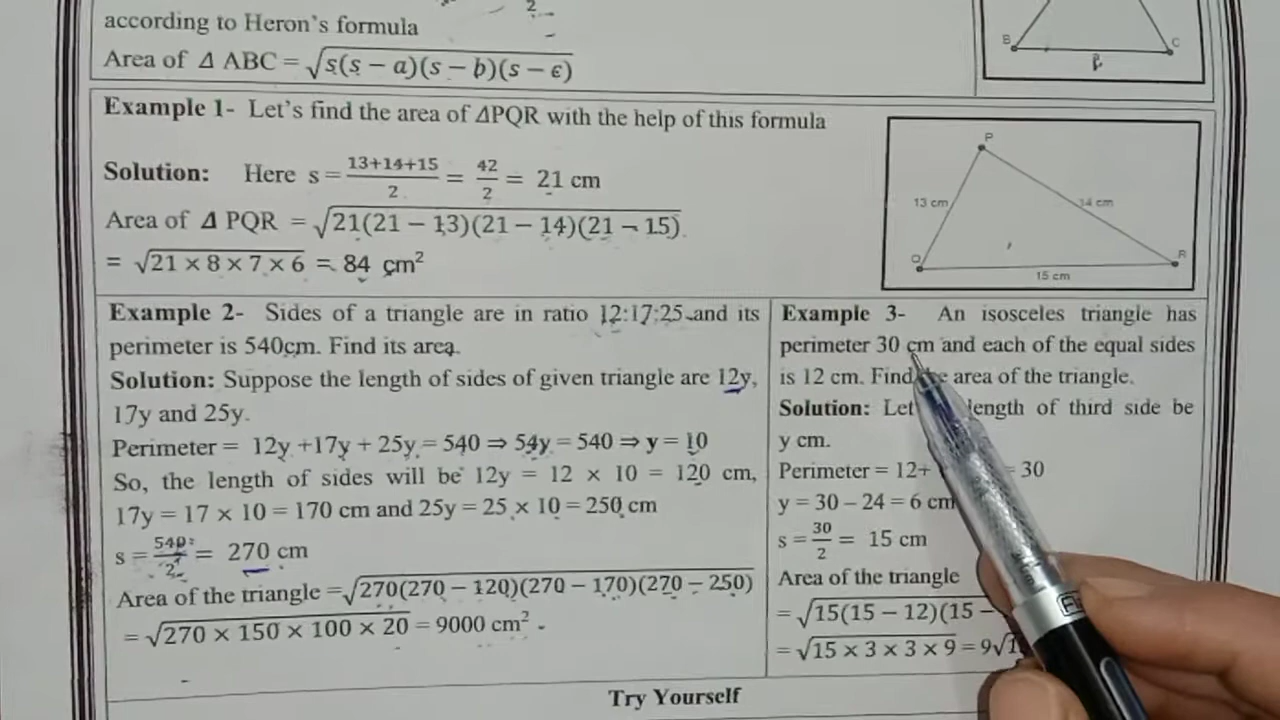 2
according to Heron's formula
Area of Δ ABC = √s(s − a)(s − b)(s − c)
B
C
Example 1- Let's find the area of ΔPQR with the help of this formula
P
13 cm
14 cm
Q
R
15 cm
Solution: Here s = 13+14+15/2 = 42/2 = 21 cm
Area of Δ PQR = √21(21 − 13)(21 − 14)(21 − 15)
= √21 × 8 × 7 × 6 = 84 cm²
Example 2- Sides of a triangle are in ratio 12:17:25 and its
perimeter is 540cm. Find its area.
Solution: Suppose the length of sides of given triangle are 12y,
17y and 25y.
Perimeter = 12y +17y + 25y = 540 ⇒ 54y = 540 ⇒ y = 10
So, the length of sides will be 12y = 12 × 10 = 120 cm,
17y = 17 × 10 = 170 cm and 25y = 25 × 10 = 250 cm
s = 540/2 = 270 cm
Area of the triangle =√270(270 − 120)(270 − 170)(270 − 250)
= √270 × 150 × 100 × 20 = 9000 cm²
Example 3- An isosceles triangle has
perimeter 30 cm and each of the equal sides
is 12 cm. Find area of the triangle.
Solution: Let length of third side be
y cm.
Perimeter = 12+ = 30
y = 30 – 24 = 6 cm
s = 30/2 = 15 cm
Area of the triangle
= √15(15 − 12)(15 −
= √15 × 3 × 3 × 9 = 9√1
Try Yourself